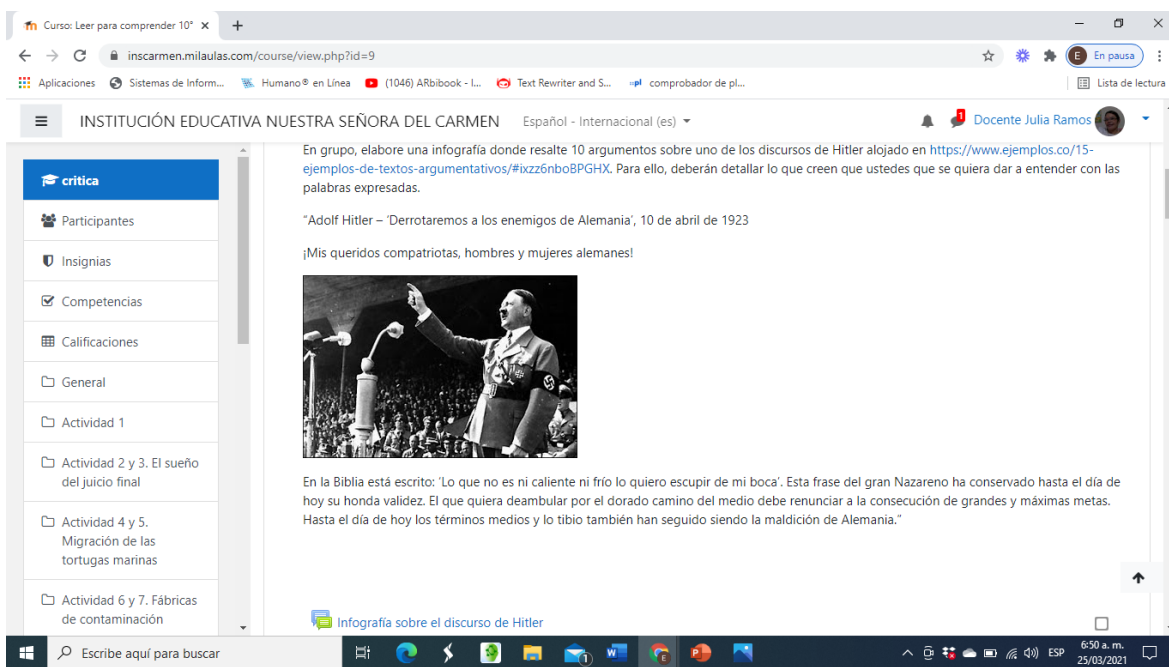 Curso: Leer para comprender 10°
inscarmen.milaulas.com/course/view.php?id=9
E En pausa
Aplicaciones Sistemas de Inform... Humano® en Línea (1046) ARbibook - I... Text Rewriter and S... comprobador de pl... Lista de lectura
INSTITUCIÓN EDUCATIVA NUESTRA SEÑORA DEL CARMEN Español - Internacional (es) Docente Julia Ramos
critica
Participantes
Insignias
Competencias
Calificaciones
General
Actividad 1
Actividad 2 y 3. El sueño
del juicio final
Actividad 4 y 5.
Migración de las
tortugas marinas
Actividad 6 y 7. Fábricas
de contaminación
En grupo, elabore una infografía donde resalte 10 argumentos sobre uno de los discursos de Hitler alojado en https://www.ejemplos.co/15-
ejemplos-de-textos-argumentativos/#ixzz6nboBPGHX. Para ello, deberán detallar lo que creen que ustedes que se quiera dar a entender con las
palabras expresadas.
"Adolf Hitler – 'Derrotaremos a los enemigos de Alemania', 10 de abril de 1923
¡Mis queridos compatriotas, hombres y mujeres alemanes!
En la Biblia está escrito: 'Lo que no es ni caliente ni frío lo quiero escupir de mi boca'. Esta frase del gran Nazareno ha conservado hasta el día de
hoy su honda validez. El que quiera deambular por el dorado camino del medio debe renunciar a la consecución de grandes y máximas metas.
Hasta el día de hoy los términos medios y lo tibio también han seguido siendo la maldición de Alemania."
Infografía sobre el discurso de Hitler
Escribe aquí para buscar
ESP
6:50 a. m.
25/03/2021